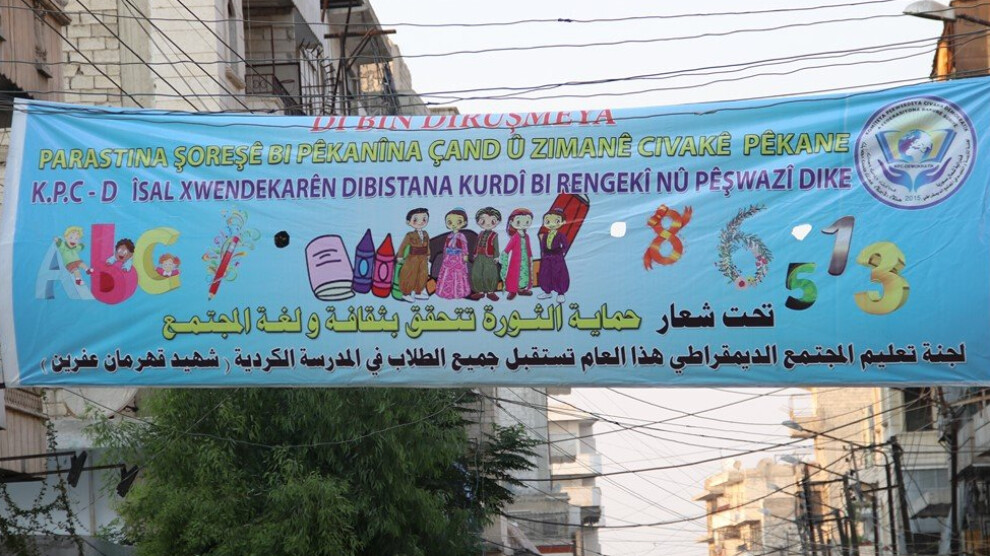 DI BIN DIRUŞMEYA
PARASTINA ŞOREŞÊ BI PÊKANÎNA ÇAND Û ZIMANÊ CIVAKÊ PÊKANE
K.P.C - D ÎSAL XWENDEKARÊN DIBISTANA KURDÎ BI RENGEKÎ NÛ PÊŞWAZÎ DIKE
ABC
8 6 5 1 3
تحت شعار حماية الثورة تتحقق بثقافة و لغة المجتمع
لجنة تعليم المجتمع الديمقراطي هذا العام تستقبل جميع الطلاب في المدرسة الكردية ( شهيد قهرمان عفرين )
2015